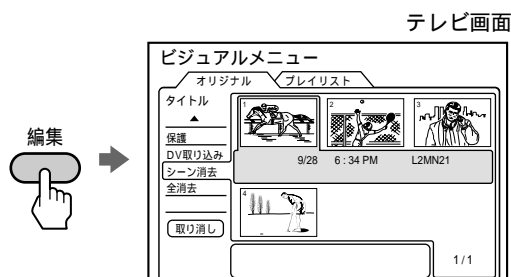 テレビ画面
編集
ビジュアルメニュー
オリジナル プレイリスト
タイトル
▲
保護
DV取り込み
シーン消去
全消去
取り消し
1 2 3
9/28 6 : 34 PM L2MN21
4
1 / 1